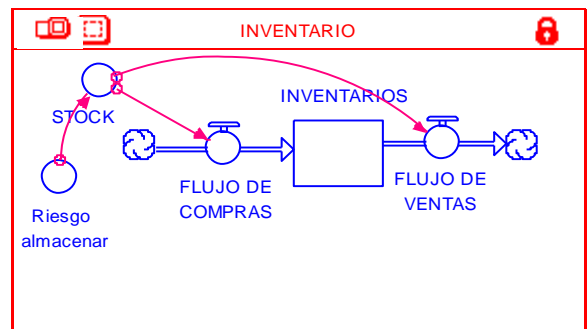 INVENTARIO
STOCK
INVENTARIOS
FLUJO DE
COMPRAS
FLUJO DE
VENTAS
Riesgo
almacenar